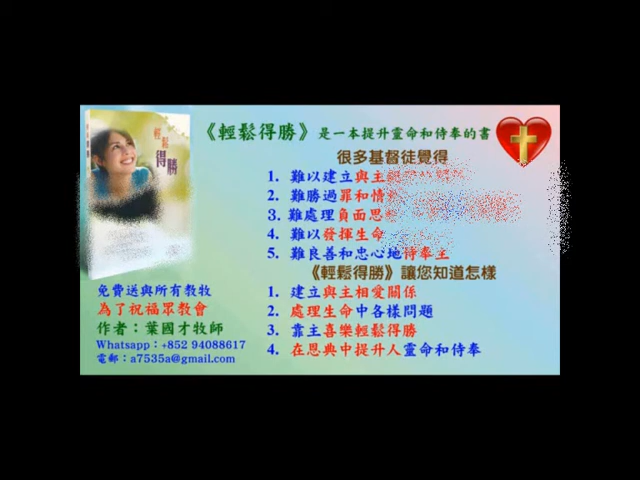 《輕鬆得勝》是一本提升靈命和侍奉的書
輕鬆
得勝
很多基督徒覺得
1. 難以建立與主
2. 難勝過罪和情
3. 難處理負面思
4. 難以發揮生命
5. 難良善和忠心地侍奉主
《輕鬆得勝》讓您知道怎樣
1. 建立與主相愛關係
2. 處理生命中各樣問題
3. 靠主喜樂輕鬆得勝
4. 在恩典中提升人靈命和侍奉
免費送與所有教牧
為了祝福眾教會
作者：葉國才牧師
Whatsapp：+852 94088617
電郵：a7535a@gmail.com